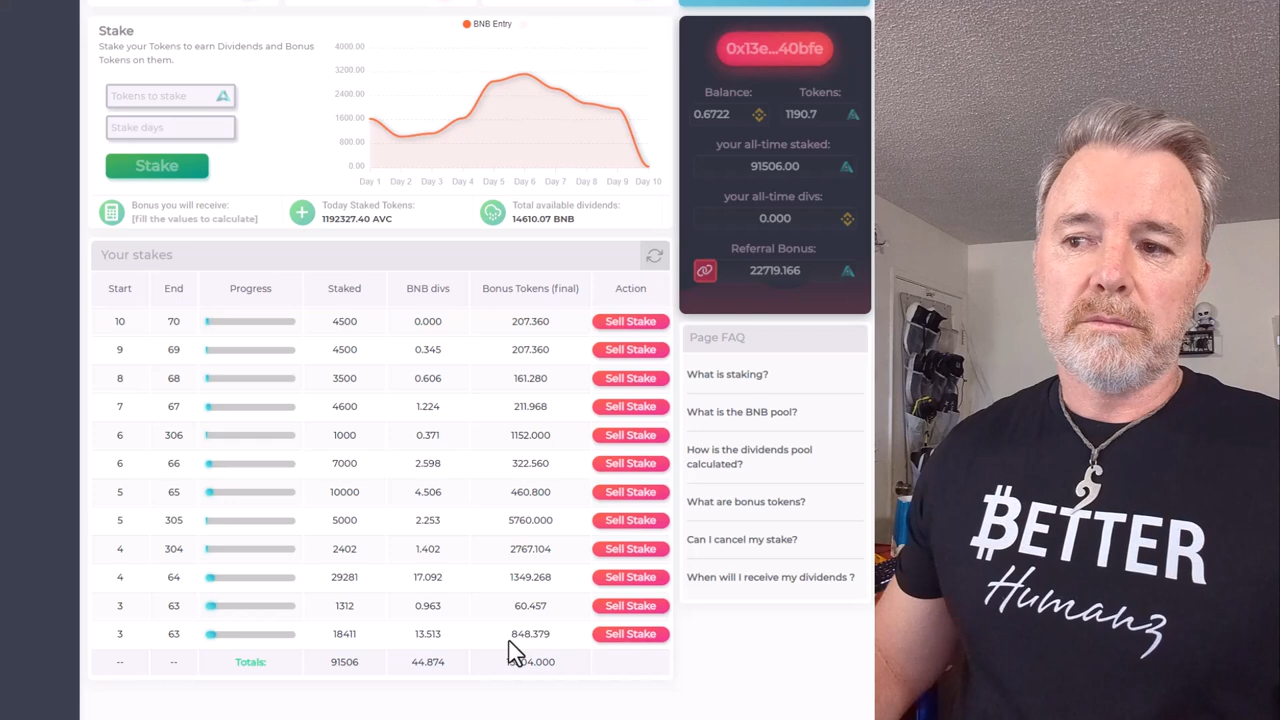 Stake
Stake your Tokens to earn Dividends and Bonus
Tokens on them.
Tokens to stake
Stake days
Stake
BNB Entry
4000.00
3200.00
2400.00
1600.00
800.00
0.00
Day 1 Day 2 Day 3 Day 4 Day 5 Day 6 Day 7 Day 8 Day 9 Day 10
Bonus you will receive:
[fill the values to calculate]
Today Staked Tokens:
1192327.40 AVC
Total available dividends:
14610.07 BNB
Your stakes
Start End Progress Staked BNB divs Bonus Tokens (final) Action
10 70 4500 0.000 207.360 Sell Stake
9 69 4500 0.345 207.360 Sell Stake
8 68 3500 0.606 161.280 Sell Stake
7 67 4600 1.224 211.968 Sell Stake
6 306 1000 0.371 1152.000 Sell Stake
6 66 7000 2.598 322.560 Sell Stake
5 65 10000 4.506 460.800 Sell Stake
5 305 5000 2.253 5760.000 Sell Stake
4 304 2402 1.402 2767.104 Sell Stake
4 64 29281 17.092 1349.268 Sell Stake
3 63 1312 0.963 60.457 Sell Stake
3 63 18411 13.513 848.379 Sell Stake
-- -- Totals: 91506 44.874
0x13e...40bfe
Balance: Tokens:
0.6722 1190.7
your all-time staked:
91506.00
your all-time divs:
0.000
Referral Bonus:
22719.166
Page FAQ
What is staking?
What is the BNB pool?
How is the dividends pool
calculated?
What are bonus tokens?
Can I cancel my stake?
When will I receive my dividends ?
BETTER
Humanz